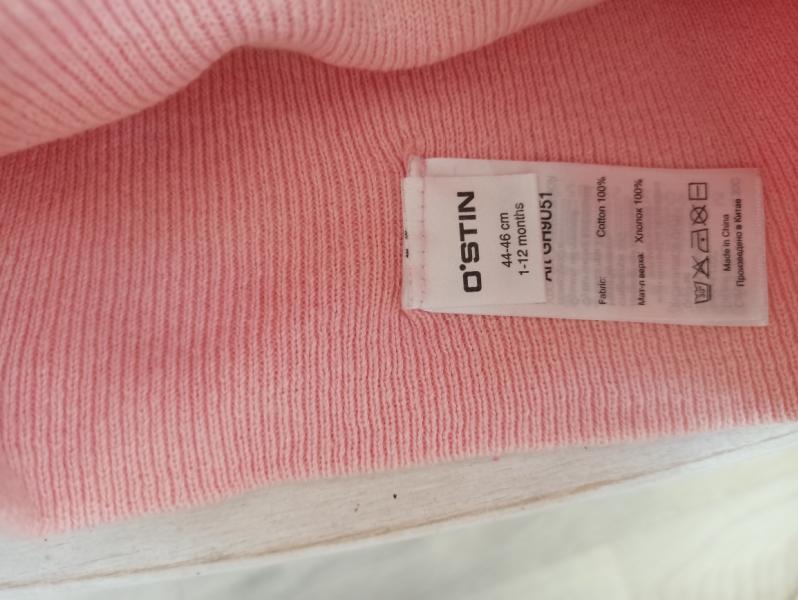 O'STIN
44-46 cm
1-12 months
Fabric: Cotton 100%
Мат-л верха: Хлопок 100%
Made in China
Произведено в Китае